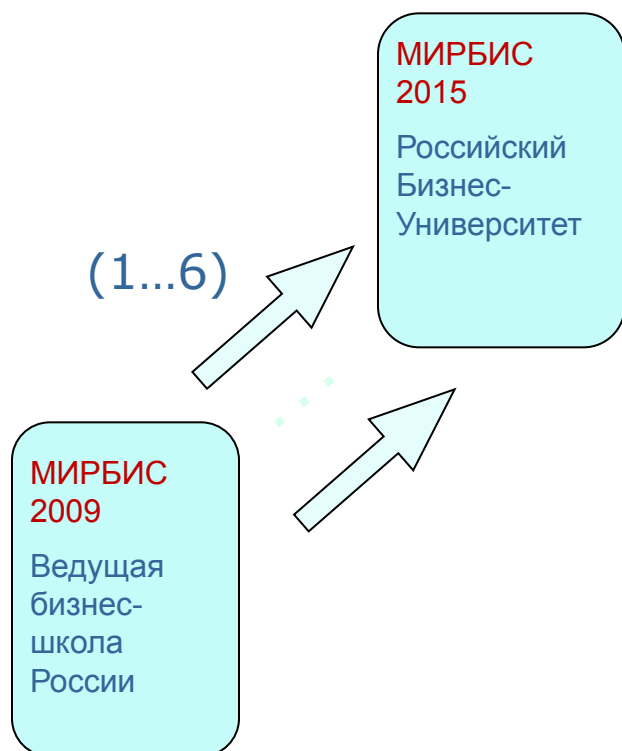 МИРБИС
2015
Российский
Бизнес-
Университет
(1...6)
МИРБИС
2009
Ведущая
бизнес-
школа
России